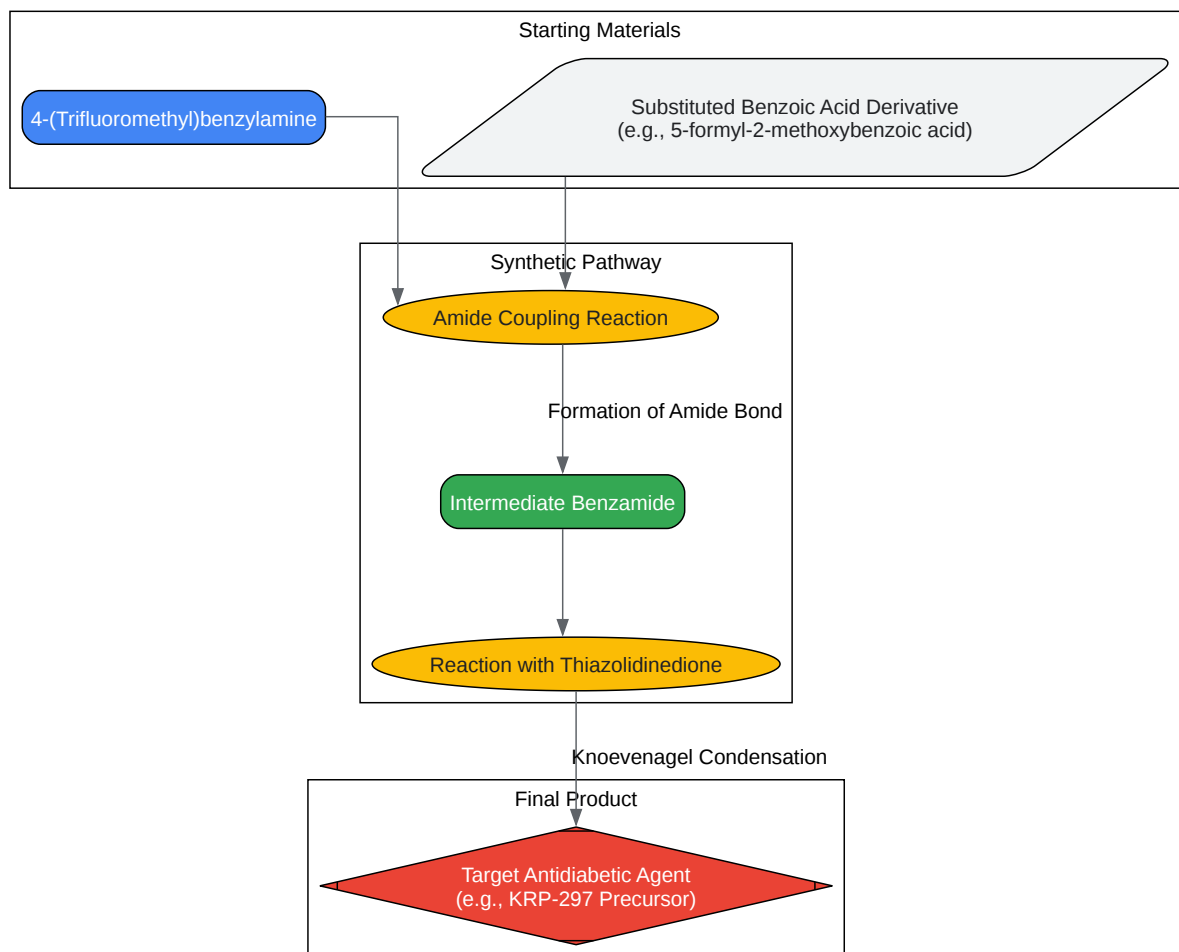 Starting Materials
4-(Trifluoromethyl)benzylamine
Substituted Benzoic Acid Derivative
(e.g., 5-formyl-2-methoxybenzoic acid)
Synthetic Pathway
Amide Coupling Reaction
Formation of Amide Bond
Intermediate Benzamide
Reaction with Thiazolidinedione
Knoevenagel Condensation
Final Product
Target Antidiabetic Agent
(e.g., KRP-297 Precursor)